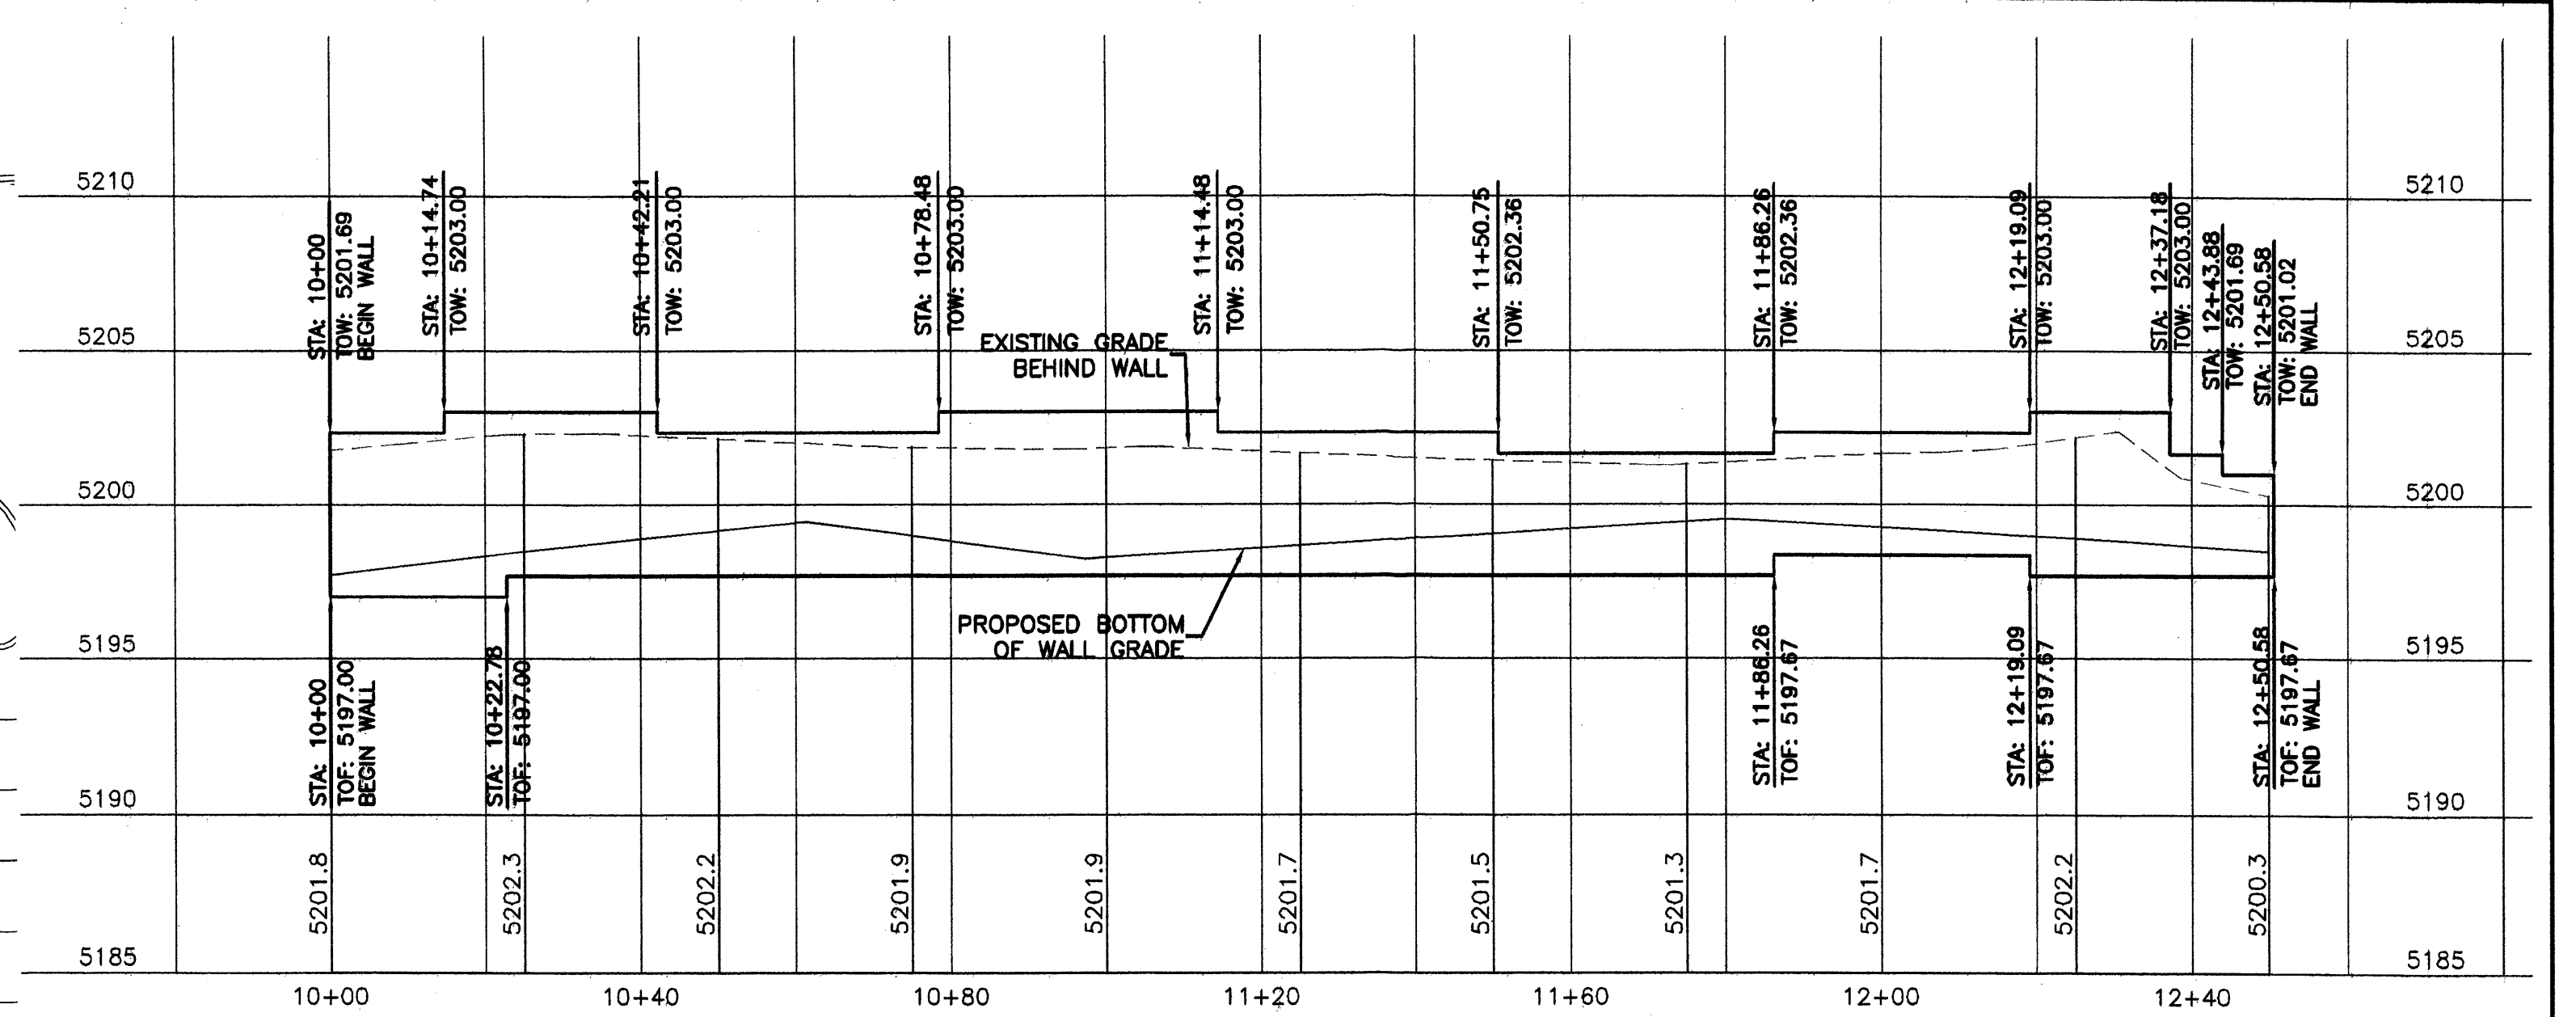 STA: 10+00
TOW: 5201.69
BEGIN WALL
STA: 10+14.74
TOW: 5203.00
STA: 10+42.21
TOW: 5203.00
STA: 10+78.48
TOW: 5203.00
STA: 11+14.48
TOW: 5203.00
STA: 11+50.75
TOW: 5202.36
STA: 11+86.26
TOW: 5202.36
STA: 12+19.09
TOW: 5203.00
STA: 12+37.18
TOW: 5203.00
STA: 12+43.88
TOW: 5201.69
STA: 12+50.58
TOW: 5201.02
END WALL
5210
5210
5205
5205
EXISTING GRADE
BEHIND WALL
5200
5200
PROPOSED BOTTOM
OF WALL GRADE
5195
5195
STA: 10+00
TOF: 5197.00
BEGIN WALL
STA: 10+22.78
TOF: 5197.00
STA: 11+86.26
TOF: 5197.67
STA: 12+19.09
TOF: 5197.67
STA: 12+50.58
TOF: 5197.67
END WALL
5190
5190
5201.8
5202.3
5202.2
5201.9
5201.9
5201.7
5201.5
5201.3
5201.7
5202.2
5200.3
5185
5185
10+00
10+40
10+80
11+20
11+60
12+00
12+40